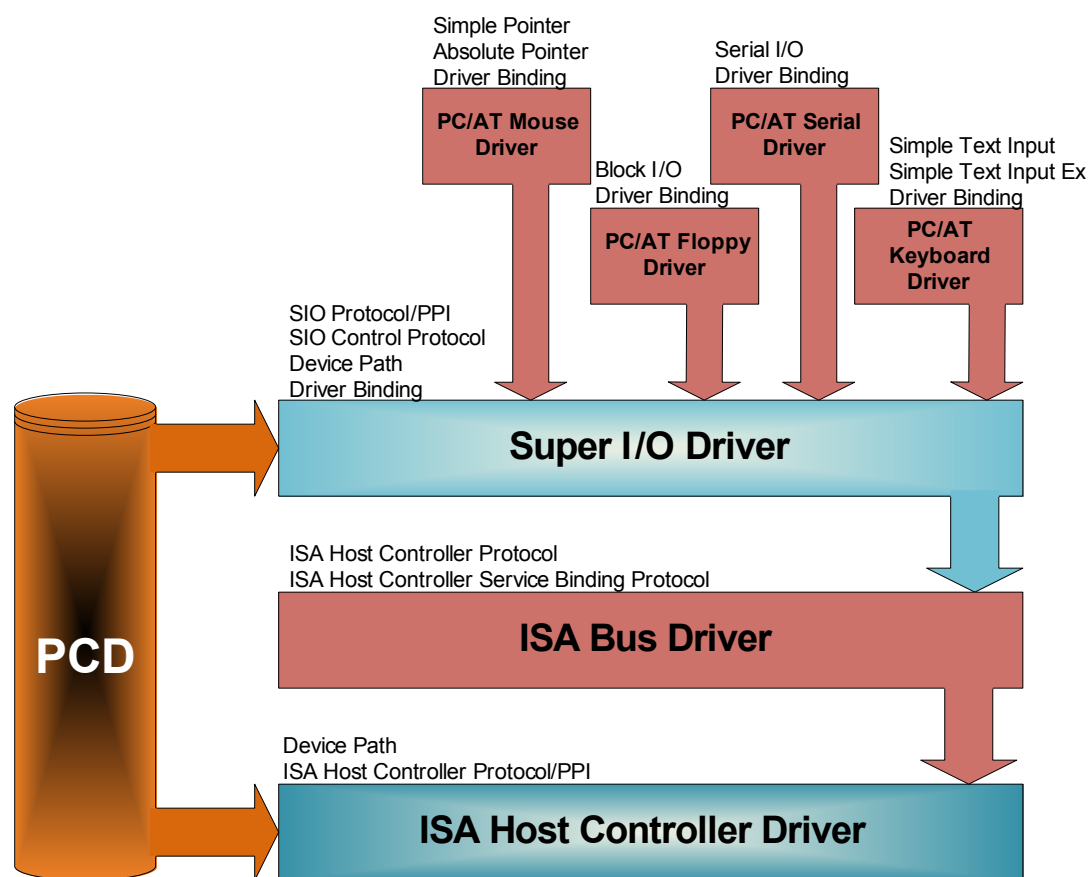 Simple Pointer
Absolute Pointer
Driver Binding
PC/AT Mouse
Driver
Serial I/O
Driver Binding
PC/AT Serial
Driver
Block I/O
Driver Binding
PC/AT Floppy
Driver
Simple Text Input
Simple Text Input Ex
Driver Binding
PC/AT
Keyboard
Driver
SIO Protocol/PPI
SIO Control Protocol
Device Path
Driver Binding
Super I/O Driver
ISA Host Controller Protocol
ISA Host Controller Service Binding Protocol
ISA Bus Driver
PCD
Device Path
ISA Host Controller Protocol/PPI
ISA Host Controller Driver